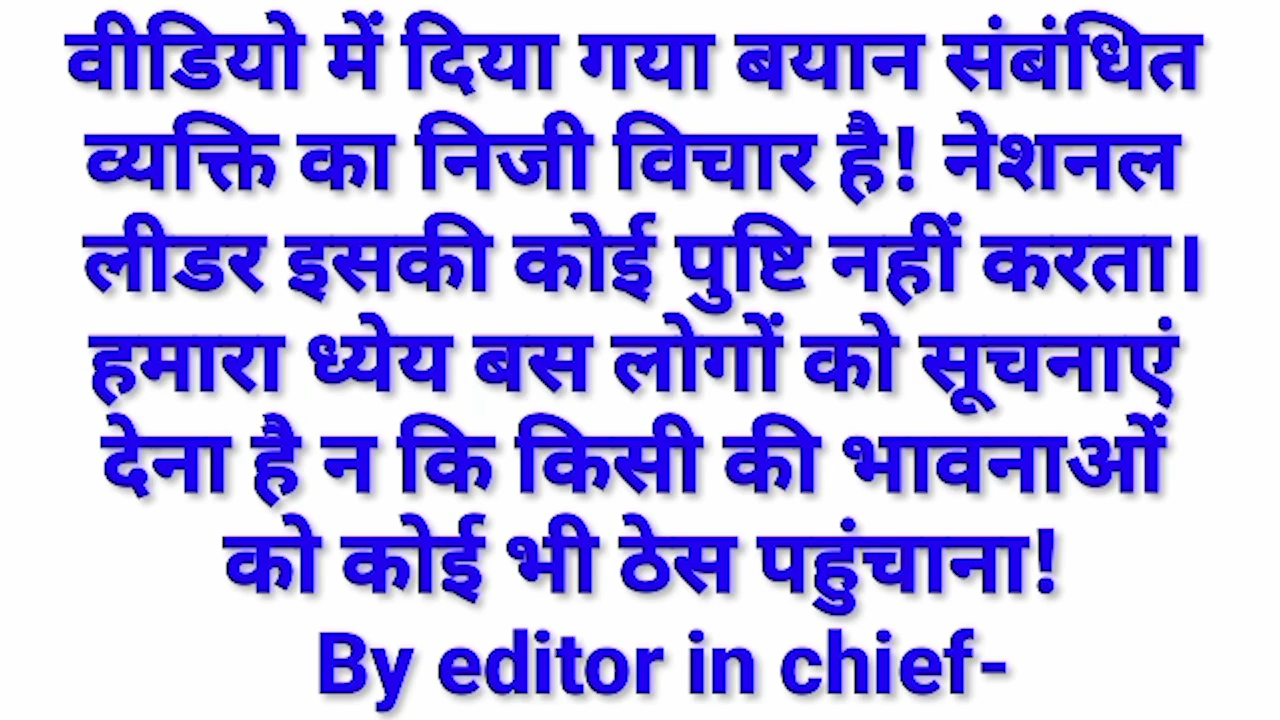 वीडियो में दिया गया बयान संबंधित
व्यक्ति का निजी विचार है! नेशनल
लीडर इसकी कोई पुष्टि नहीं करता।
हमारा ध्येय बस लोगों को सूचनाएं
देना है न कि किसी की भावनाओं
को कोई भी ठेस पहुंचाना!
By editor in chief-